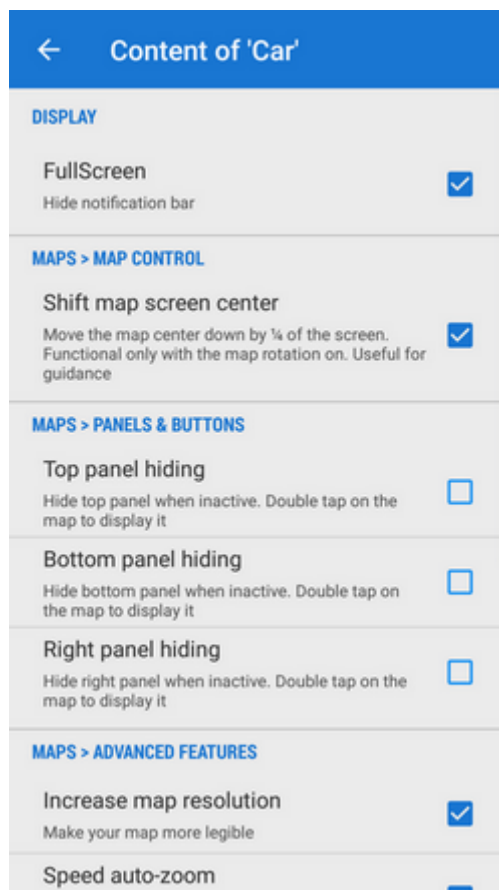 Content of 'Car'
DISPLAY
FullScreen
Hide notification bar
MAPS > MAP CONTROL
Shift map screen center
Move the map center down by ¼ of the screen.
Functional only with the map rotation on. Useful for
guidance
MAPS > PANELS & BUTTONS
Top panel hiding
Hide top panel when inactive. Double tap on the
map to display it
Bottom panel hiding
Hide bottom panel when inactive. Double tap on
the map to display it
Right panel hiding
Hide right panel when inactive. Double tap on the
map to display it
MAPS > ADVANCED FEATURES
Increase map resolution
Make your map more legible
Speed auto-zoom